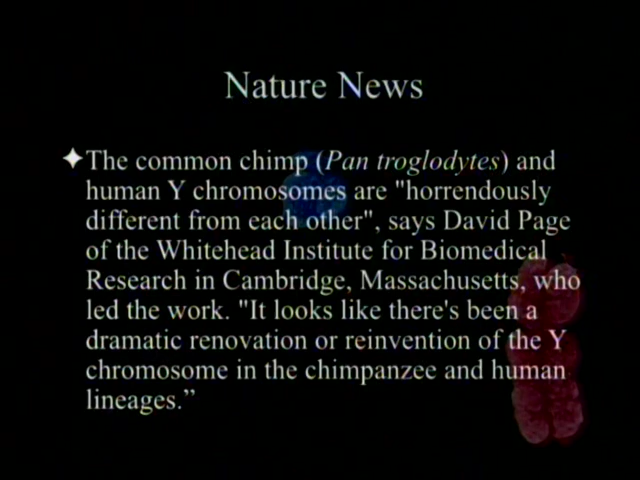 Nature News
✦The common chimp (Pan troglodytes) and
human Y chromosomes are "horrendously
different from each other", says David Page
of the Whitehead Institute for Biomedical
Research in Cambridge, Massachusetts, who
led the work. "It looks like there's been a
dramatic renovation or reinvention of the Y
chromosome in the chimpanzee and human
lineages.”